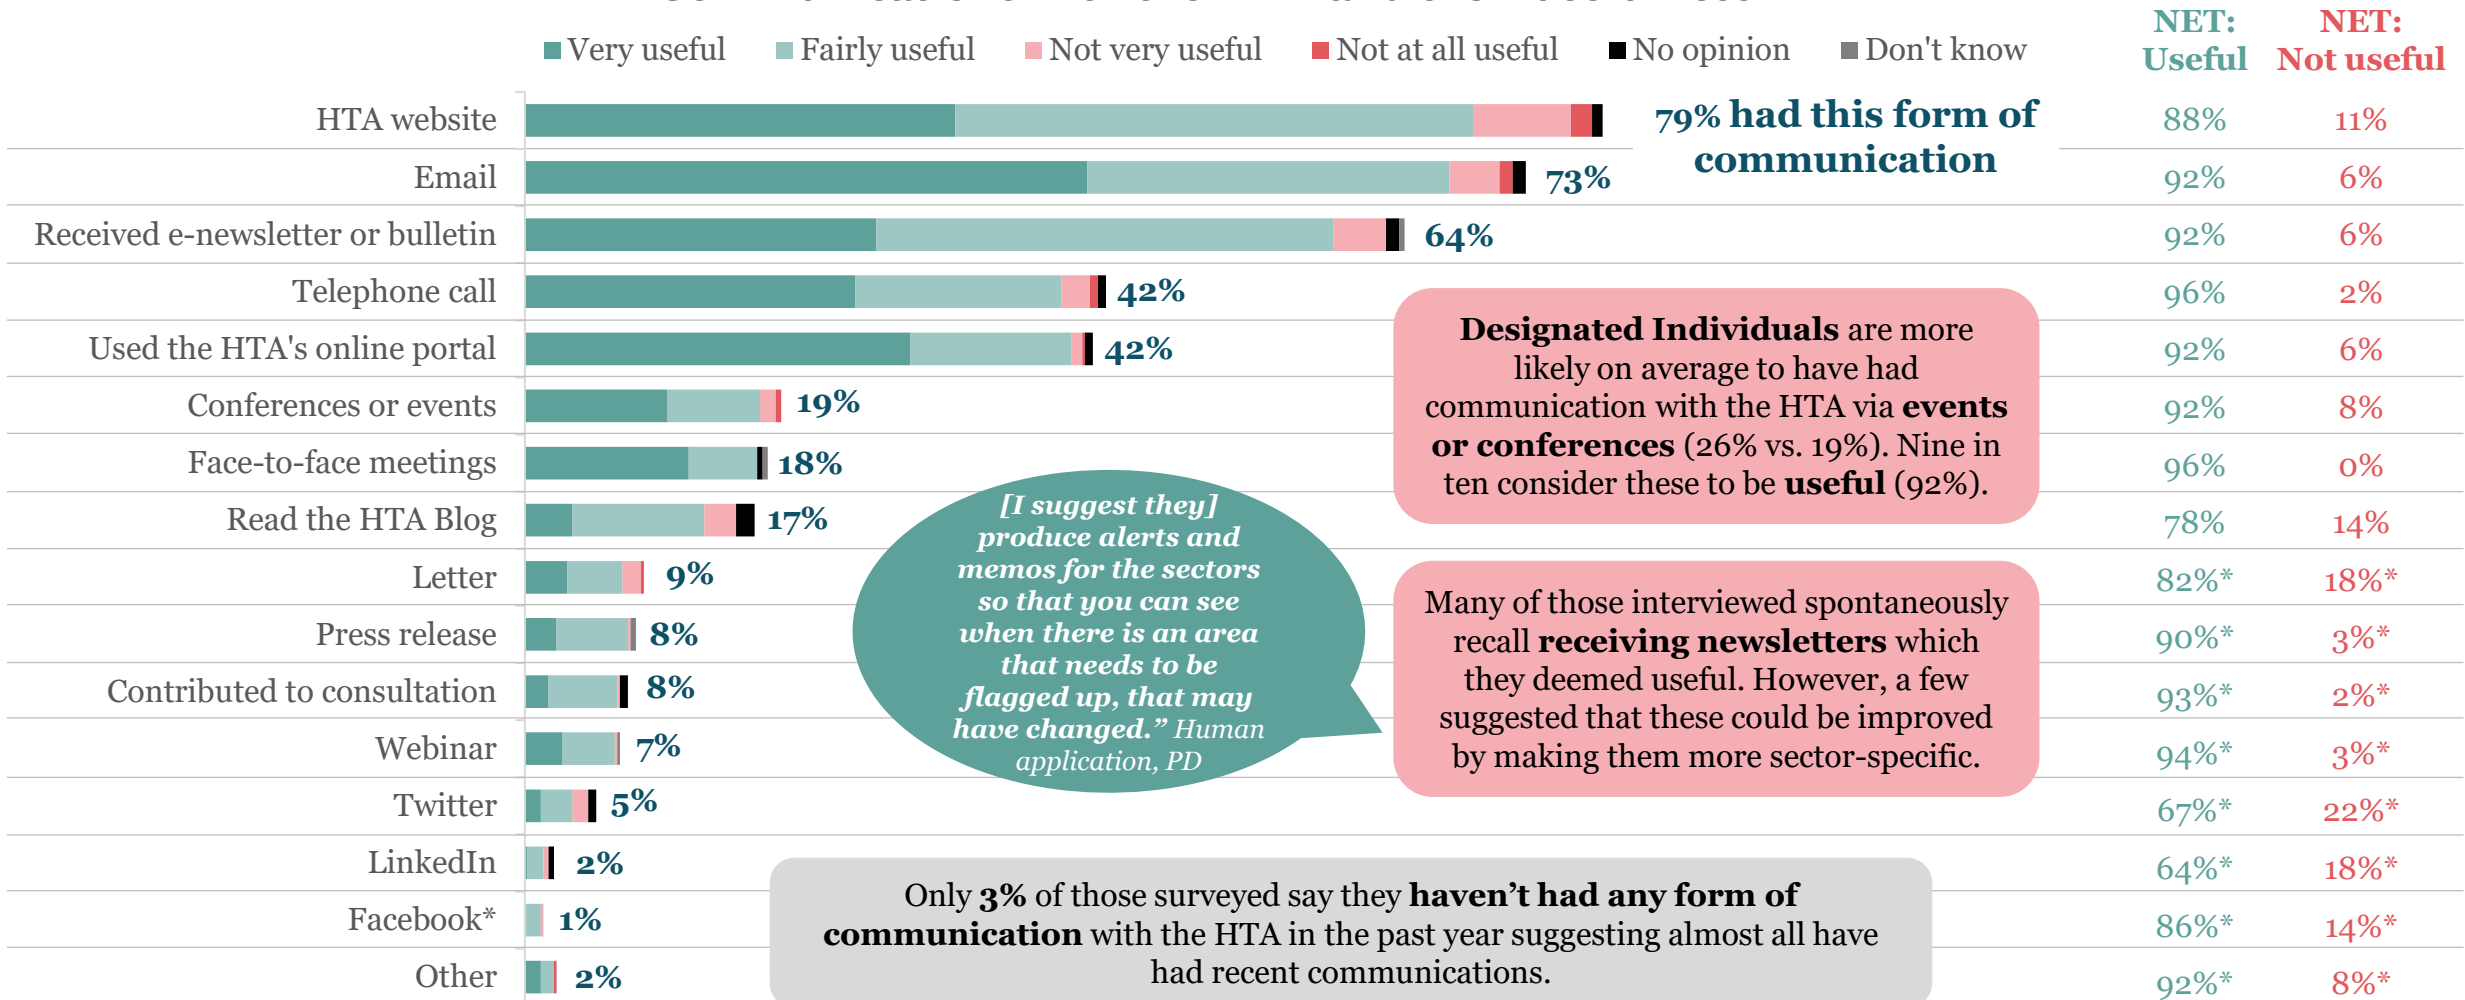 NET: NET:
Useful Not useful
Very useful Fairly useful Not very useful Not at all useful No opinion Don't know
HTA website 79% had this form of communication 88% 11%
Email 73% 92% 6%
Received e-newsletter or bulletin 64% 92% 6%
Telephone call 42% 96% 2%
Used the HTA's online portal 42% 92% 6%
Conferences or events 19% 92% 8%
Face-to-face meetings 18% 96% 0%
Read the HTA Blog 17% 78% 14%
Letter 9% 82%* 18%*
Press release 8% 90%* 3%*
Contributed to consultation 8% 93%* 2%*
Webinar 7% 94%* 3%*
Twitter 5% 67%* 22%*
LinkedIn 2% 64%* 18%*
Facebook* 1% 86%* 14%*
Other 2% 92%* 8%*
Designated Individuals are more
likely on average to have had
communication with the HTA via events
or conferences (26% vs. 19%). Nine in
ten consider these to be useful (92%).
[I suggest they]
produce alerts and
memos for the sectors
so that you can see
when there is an area
that needs to be
flagged up, that may
have changed.” Human
application, PD
Many of those interviewed spontaneously
recall receiving newsletters which
they deemed useful. However, a few
suggested that these could be improved
by making them more sector-specific.
Only 3% of those surveyed say they haven’t had any form of
communication with the HTA in the past year suggesting almost all have
had recent communications.